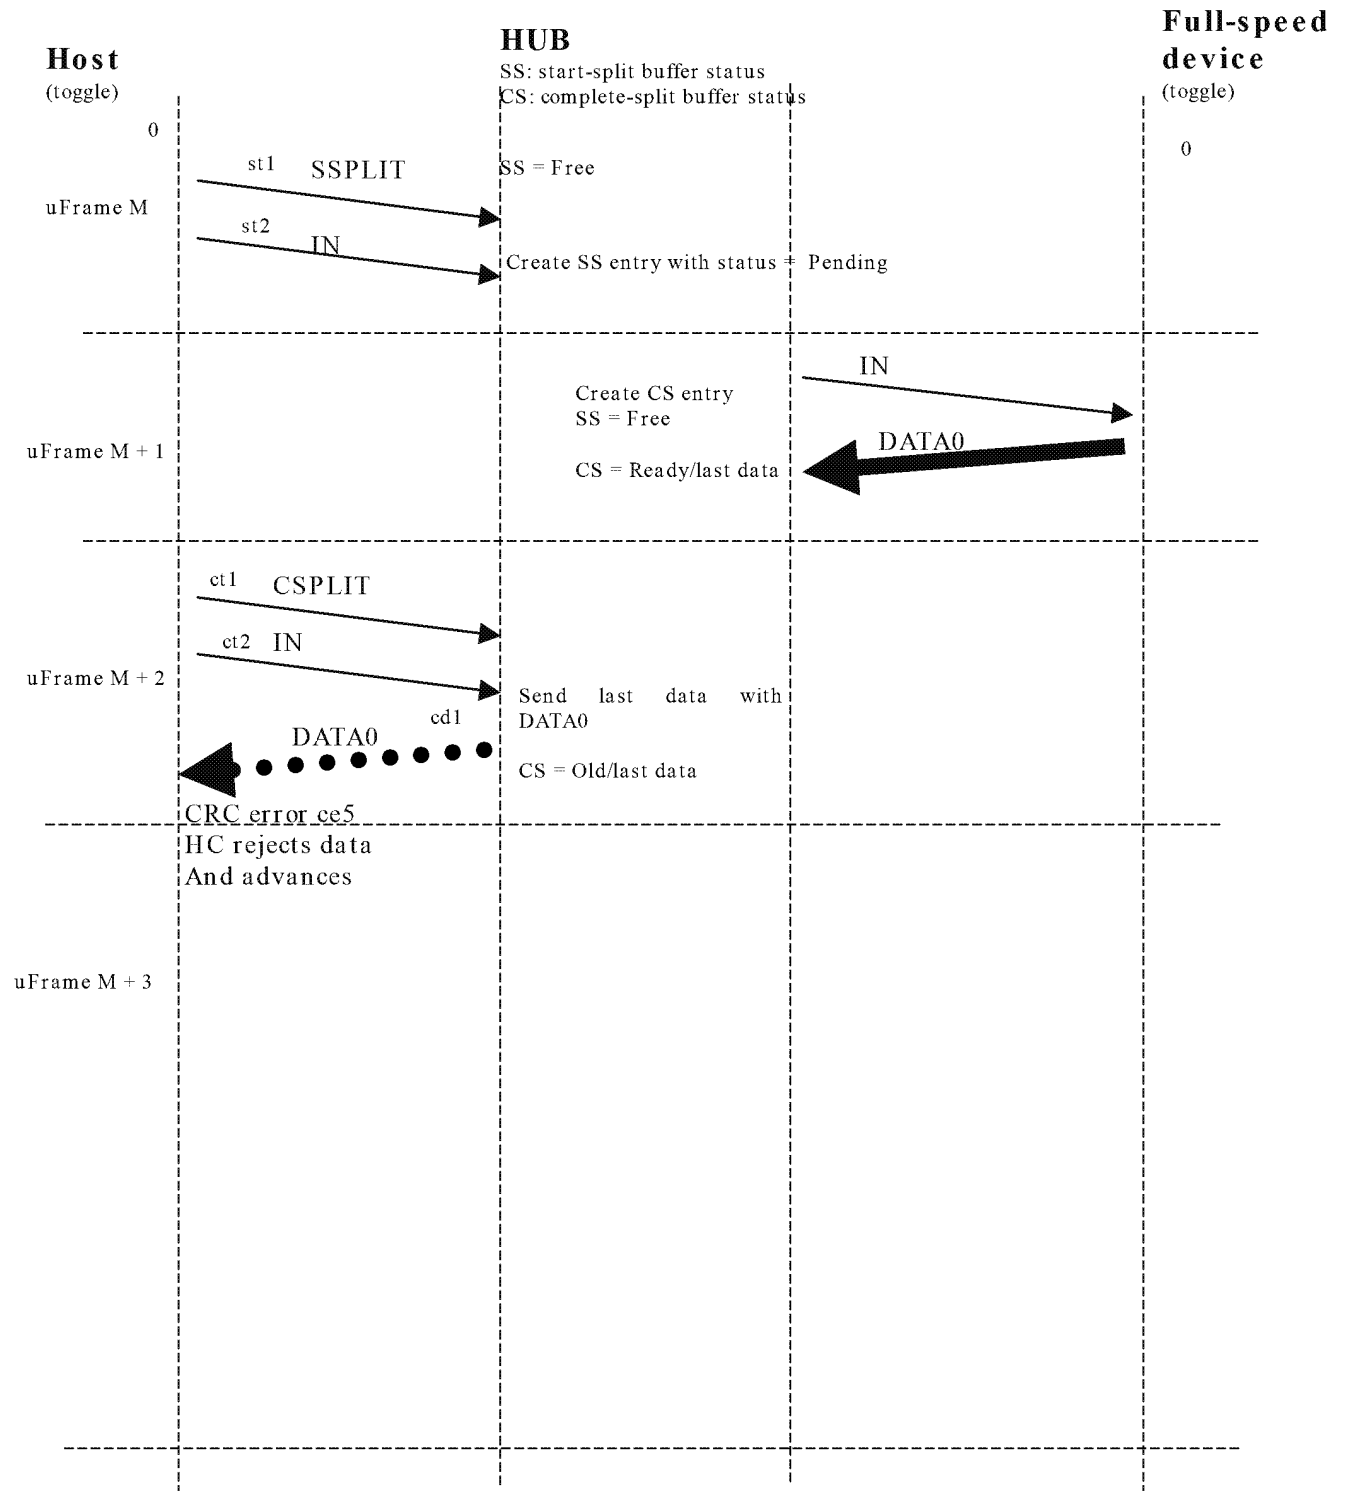 Full-speed
device
(toggle)
HUB
SS: start-split buffer status
CS: complete-split buffer status
Host
(toggle)
0
0
st1 SSPLIT
SS = Free
uFrame M
st2 IN
Create SS entry with status = Pending
IN
Create CS entry
SS = Free
uFrame M + 1
DATA0
CS = Ready/last data
ct1 CSPLIT
ct2 IN
uFrame M + 2
Send last data with
DATA0
cd1
DATA0
CS = Old/last data
CRC error ce5
HC rejects data
And advances
uFrame M + 3